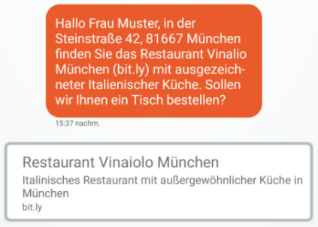 Hallo Frau Muster, in der
Steinstraße 42, 81667 München
finden Sie das Restaurant Vinalio
München (bit.ly) mit ausgezeich-
neter Italienischer Küche. Sollen
wir Ihnen ein Tisch bestellen?
15:37 nachm.
Restaurant Vinaiolo München
Italinisches Restaurant mit außergewöhnlicher Küche in
München
bit.ly